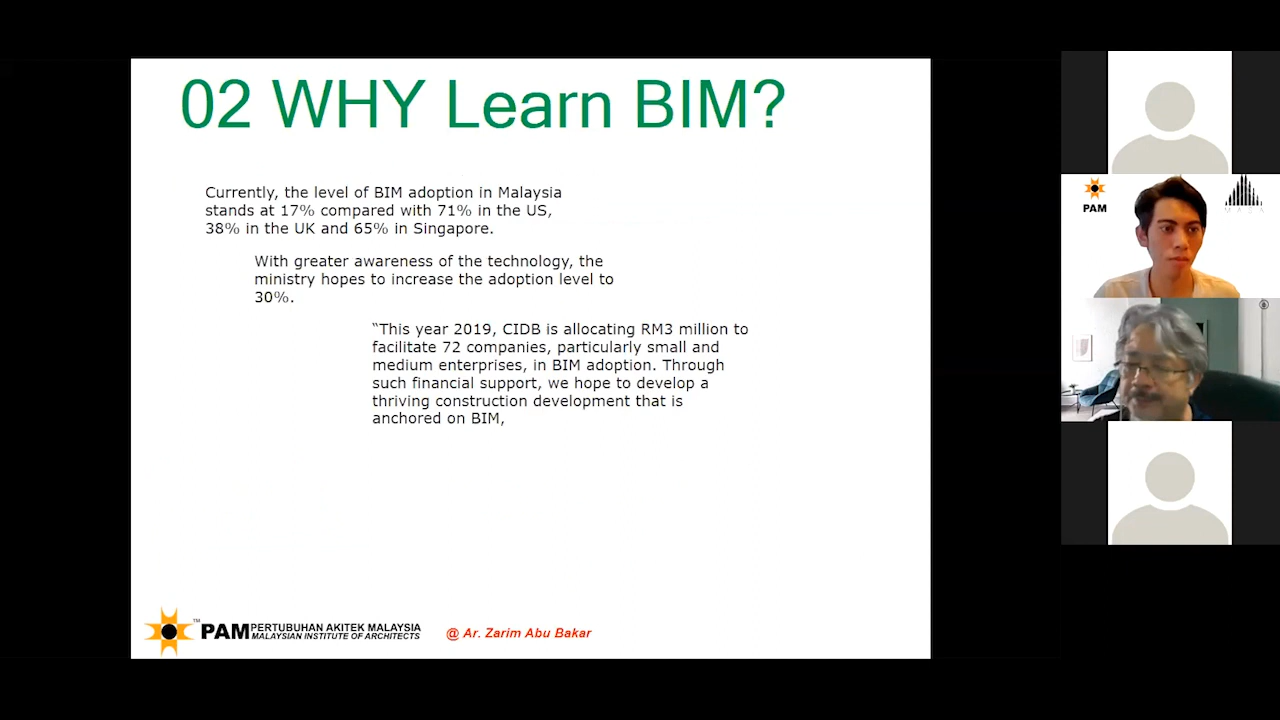 02 WHY Learn BIM?
Currently, the level of BIM adoption in Malaysia
stands at 17% compared with 71% in the US,
38% in the UK and 65% in Singapore.
With greater awareness of the technology, the
ministry hopes to increase the adoption level to
30%.
“This year 2019, CIDB is allocating RM3 million to
facilitate 72 companies, particularly small and
medium enterprises, in BIM adoption. Through
such financial support, we hope to develop a
thriving construction development that is
anchored on BIM,
PAM
PERTUBUHAN AKITEK MALAYSIA
MALAYSIAN INSTITUTE OF ARCHITECTS
TM
@ Ar. Zarim Abu Bakar
PAM